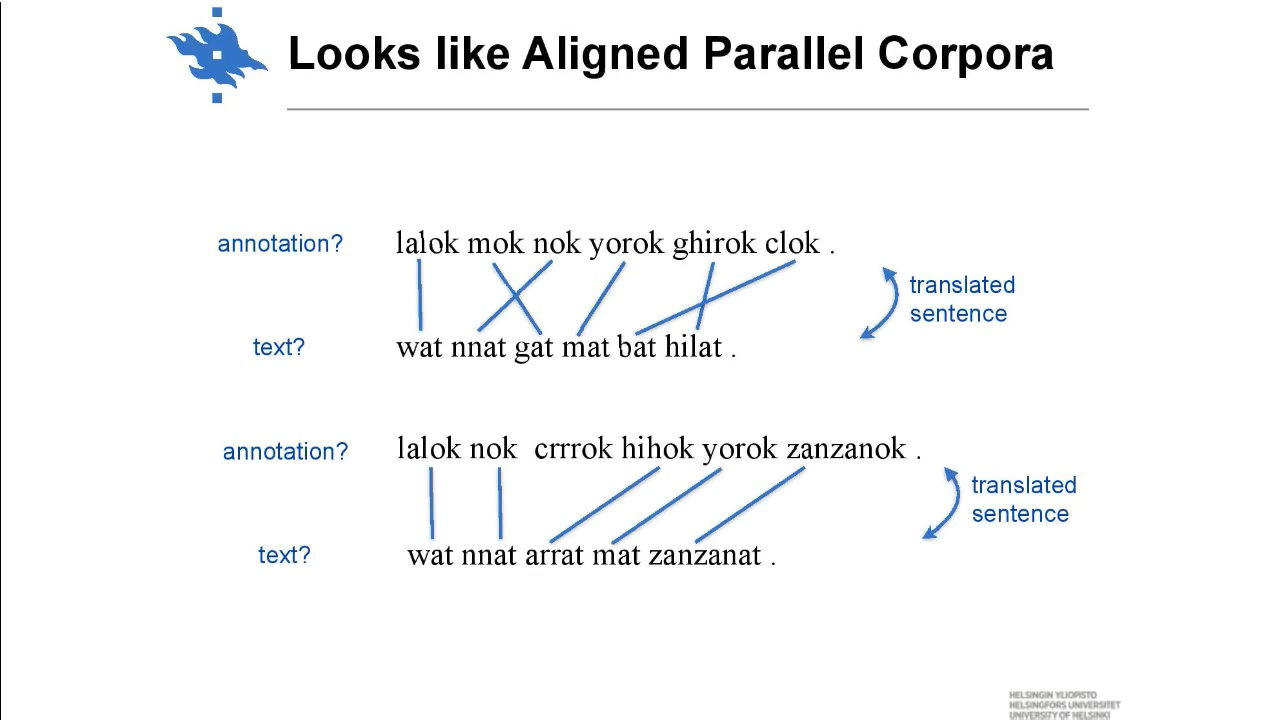 Looks like Aligned Parallel Corpora
annotation?
lalok mok nok yorok ghirok clok .
translated
sentence
text?
wat nnat gat mat bat hilat .
annotation?
lalok nok crrrok hihok yorok zanzanok .
translated
sentence
text?
wat nnat arrat mat zanzanat .
HELSINGIN YLIOPISTO
HELSINGFORS UNIVERSITET
UNIVERSITY OF HELSINKI